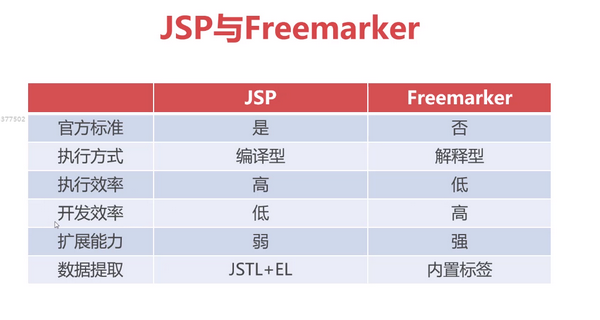 JSP与Freemarker
JSP Freemarker
377502
官方标准 是 否
执行方式 编译型 解释型
执行效率 高 低
开发效率 低 高
扩展能力 弱 强
数据提取 JSTL+EL 内置标签